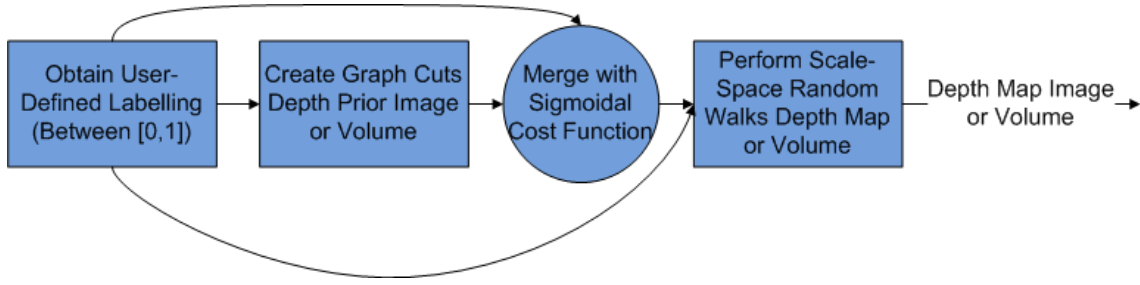 Obtain User-
Defined Labelling
(Between [0,1])
Create Graph Cuts
Depth Prior Image
or Volume
Merge with
Sigmoidal
Cost Function
Perform Scale-
Space Random
Walks Depth Map
or Volume
Depth Map Image
or Volume